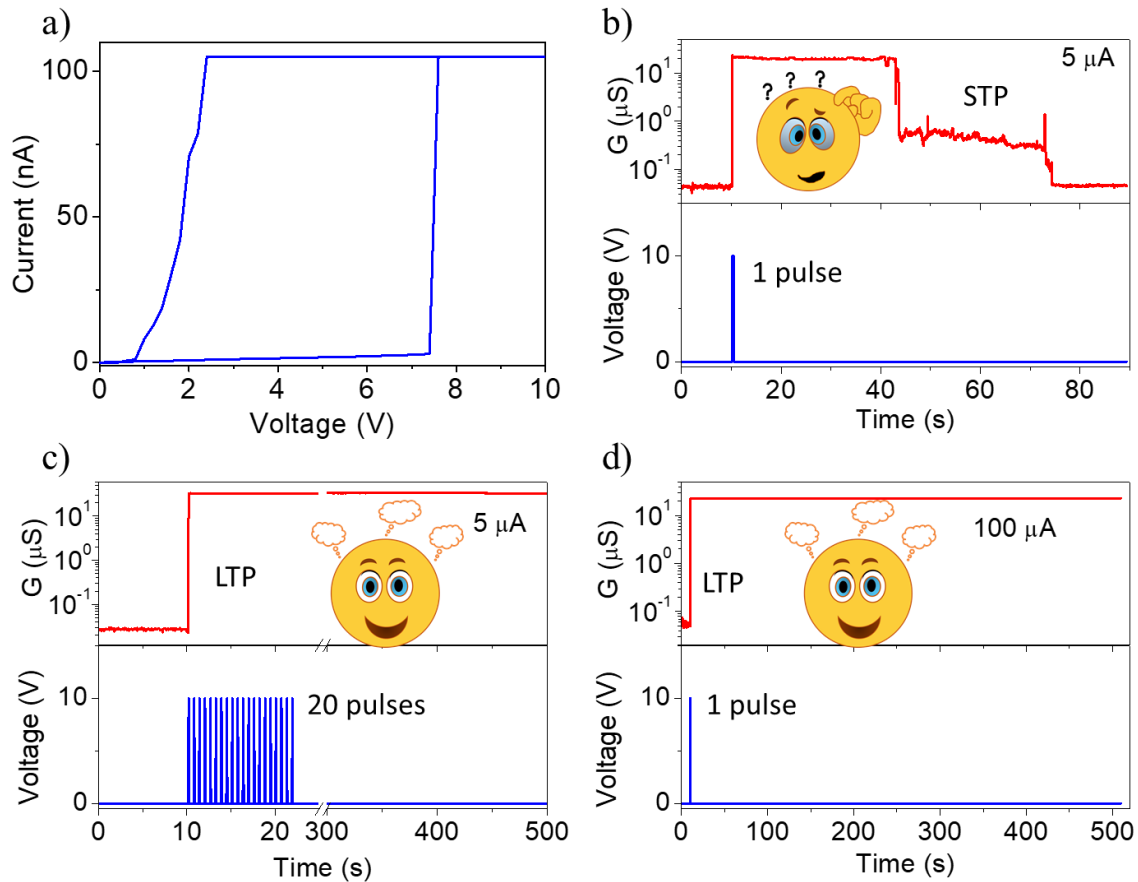 a)
100
50
0
Current (nA)
0 2 4 6 8 10
Voltage (V)
b)
10¹
10⁰
10⁻¹
G (μS)
5 μA
? ? ?
STP
10
0
Voltage (V)
1 pulse
0 20 40 60 80
Time (s)
c)
10¹
10⁰
10⁻¹
G (μS)
5 μA
LTP
10
0
Voltage (V)
20 pulses
0 10 20 300 400 500
Time (s)
d)
10¹
10⁰
10⁻¹
G (μS)
100 μA
LTP
10
0
Voltage (V)
1 pulse
0 100 200 300 400 500
Time (s)